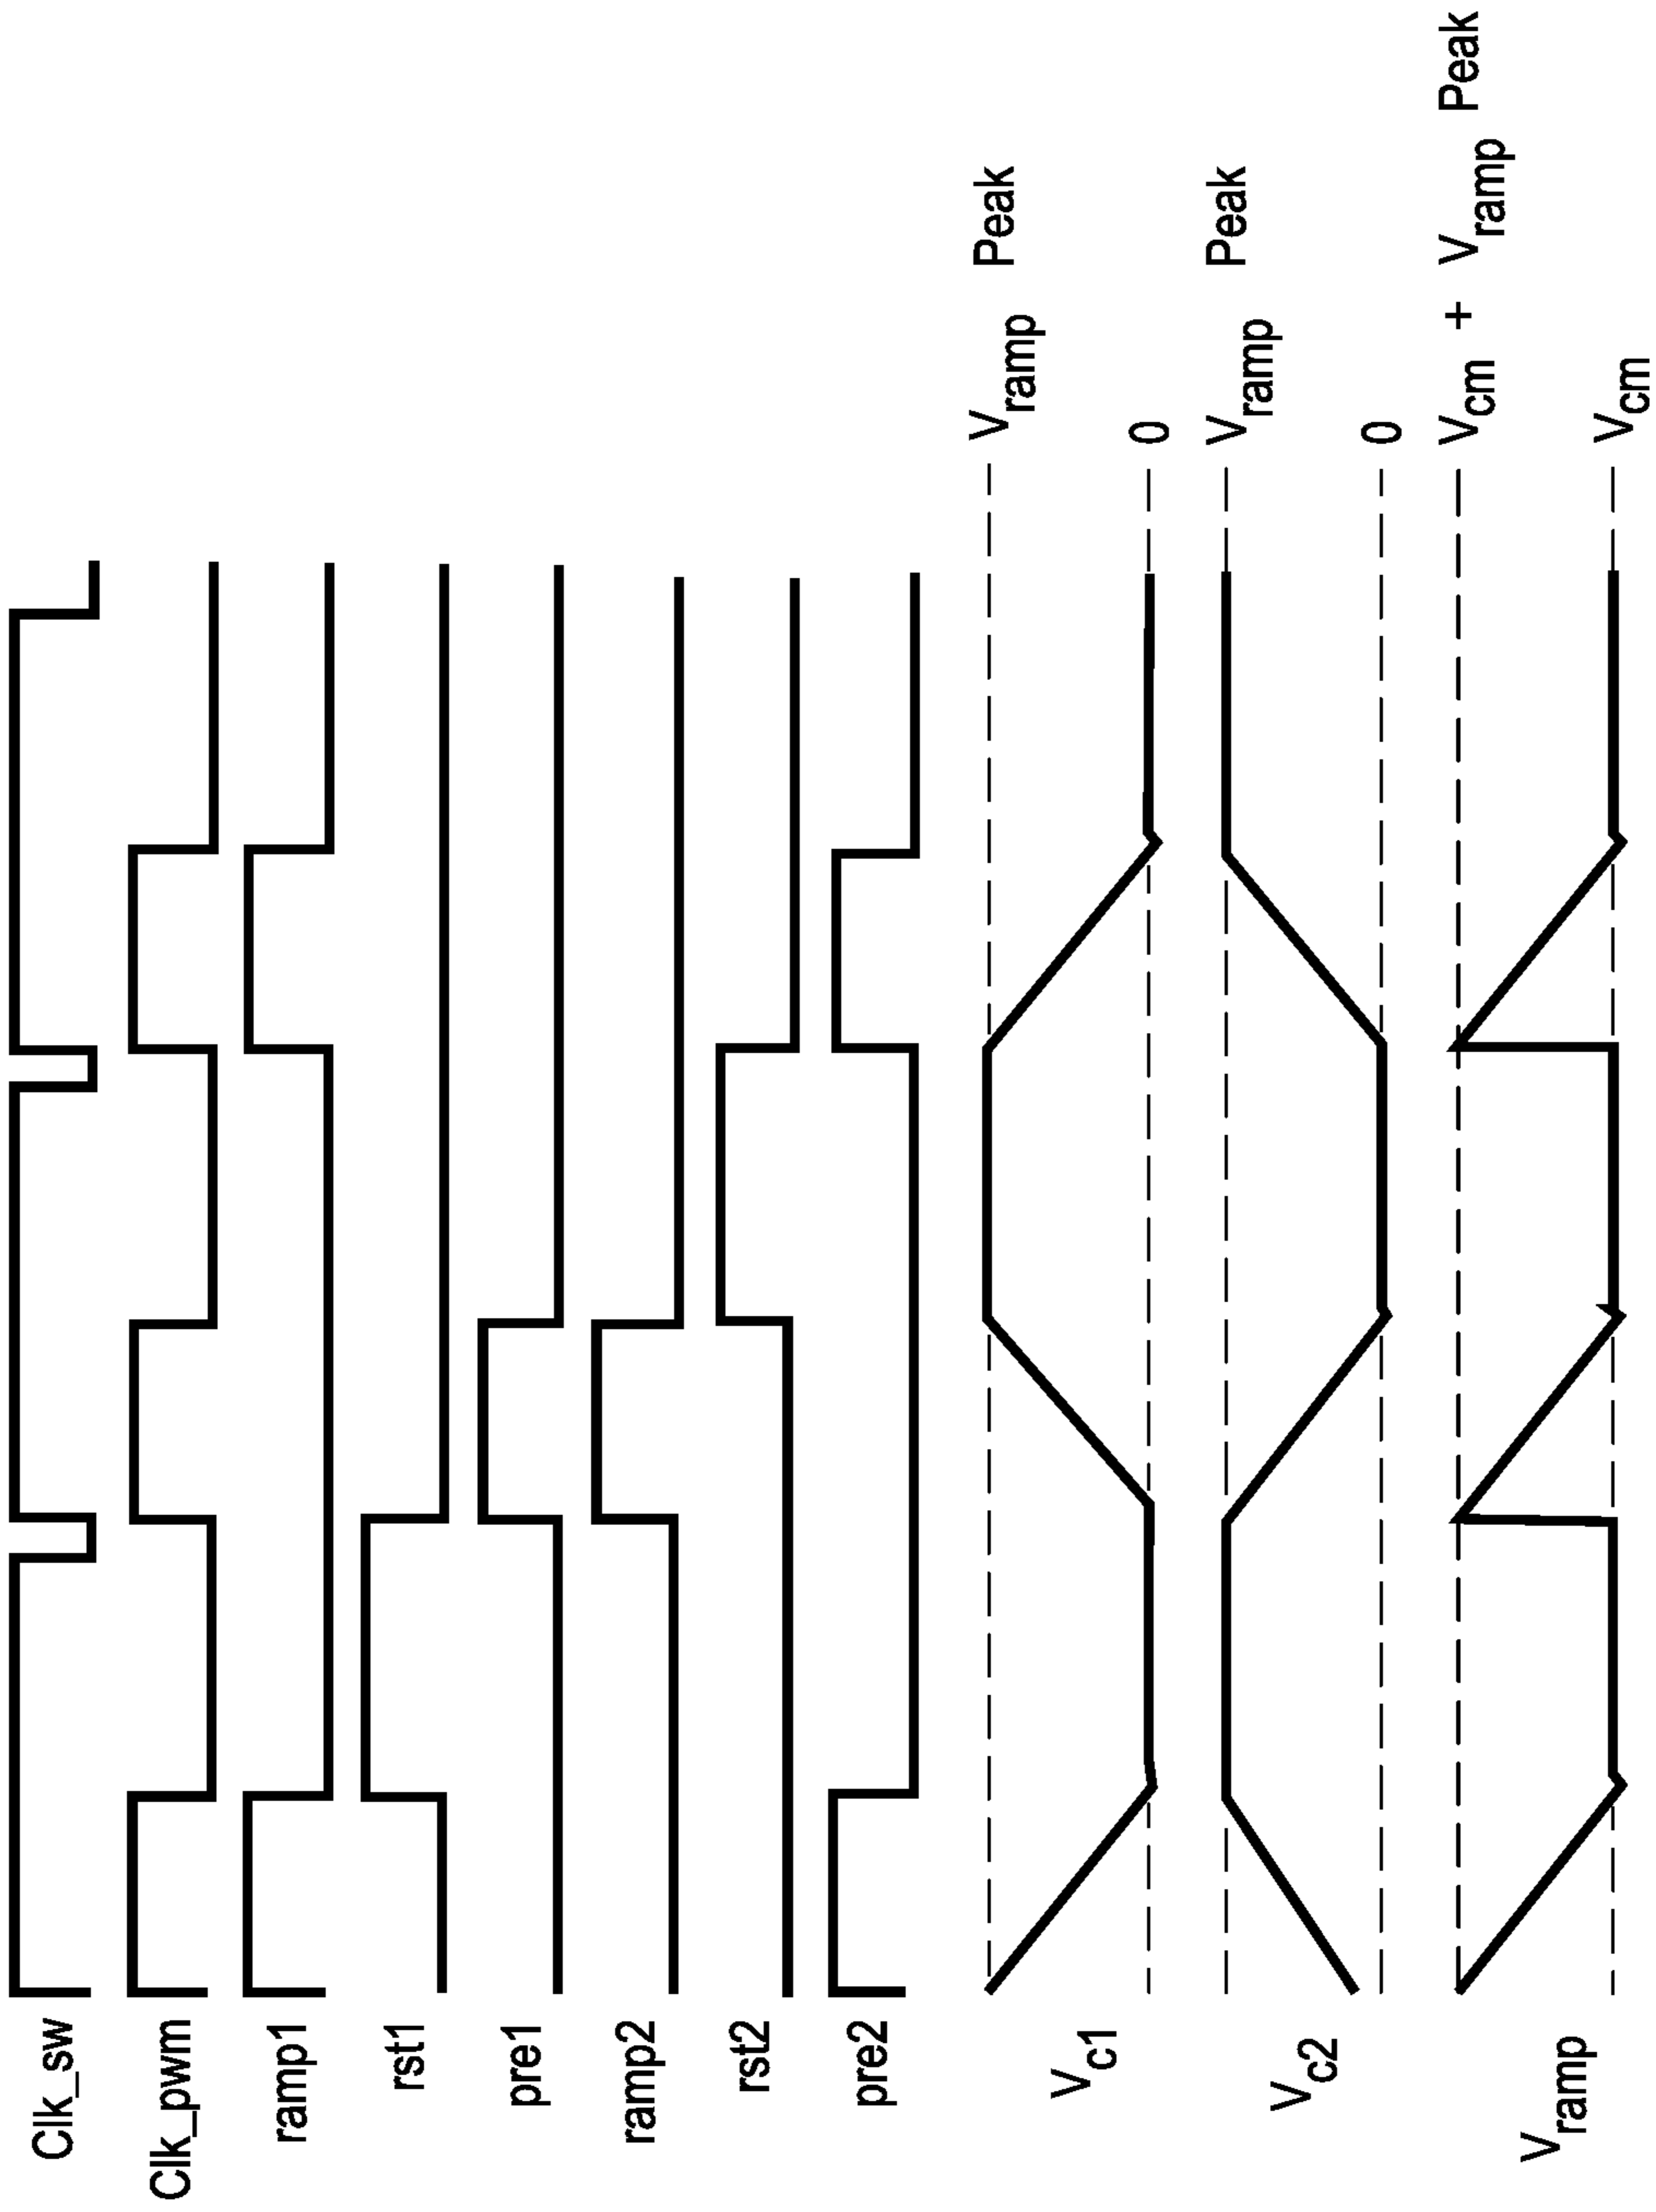 Clk_sw
Clk_pwm
ramp1
rst1
pre1
ramp2
rst2
pre2
Vc1
Vramp Peak
0
Vc2
Vramp Peak
0
Vramp
Vcm + Vramp Peak
Vcm